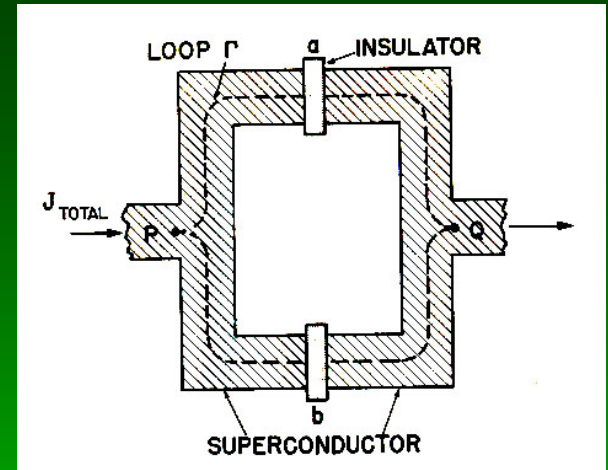 LOOP Γ
a
INSULATOR
J TOTAL
P
Q
b
SUPERCONDUCTOR